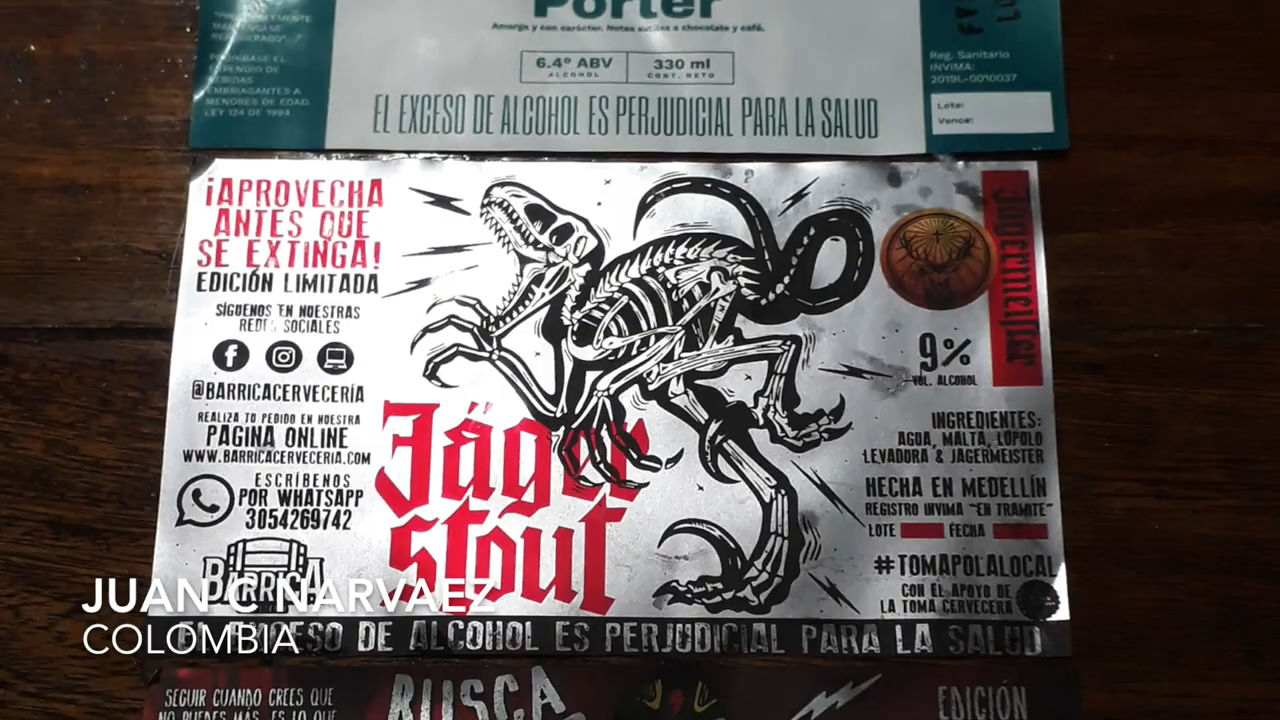 Porter
Amarga y con carácter. Notas sutiles a chocolate y café.
6.4º ABV
ALCOHOL
330 ml
CONT. NETO
EL EXCESO DE ALCOHOL ES PERJUDICIAL PARA LA SALUD
PROHÍBASE EL
EXPENDIO DE
BEBIDAS
EMBRIAGANTES A
MENORES DE EDAD.
LEY 124 DE 1994
Reg. Sanitario
INVIMA:
2019L-0010037
Lote:
Vence:
¡APROVECHA
ANTES QUE
SE EXTINGA!
EDICIÓN LIMITADA
SÍGUENOS EN NUESTRAS
REDES SOCIALES
@BARRICACERVECERÍA
REALIZA TU PEDIDO EN NUESTRA
PAGINA ONLINE
WWW.BARRICACERVECERIA.COM
ESCRÍBENOS
POR WHATSAPP
3054269742
BARRICA
Jäger
stout
Jägermeister
9%
VOL. ALCOHOL
INGREDIENTES:
AGUA, MALTA, LÓPOLO
LEVADURA & JAGERMEISTER
HECHA EN MEDELLÍN
REGISTRO INVIMA "EN TRAMITE"
LOTE FECHA
#TOMAPOLALOCAL
CON EL APOYO DE
LA TOMA CERVECERA
EL EXCESO DE ALCOHOL ES PERJUDICIAL PARA LA SALUD
JUAN C NARVAEZ
COLOMBIA
SEGUIR CUANDO CREES QUE
NO PUEDES MÁS, ES LO QUE
BUSCA
EDICIÓN